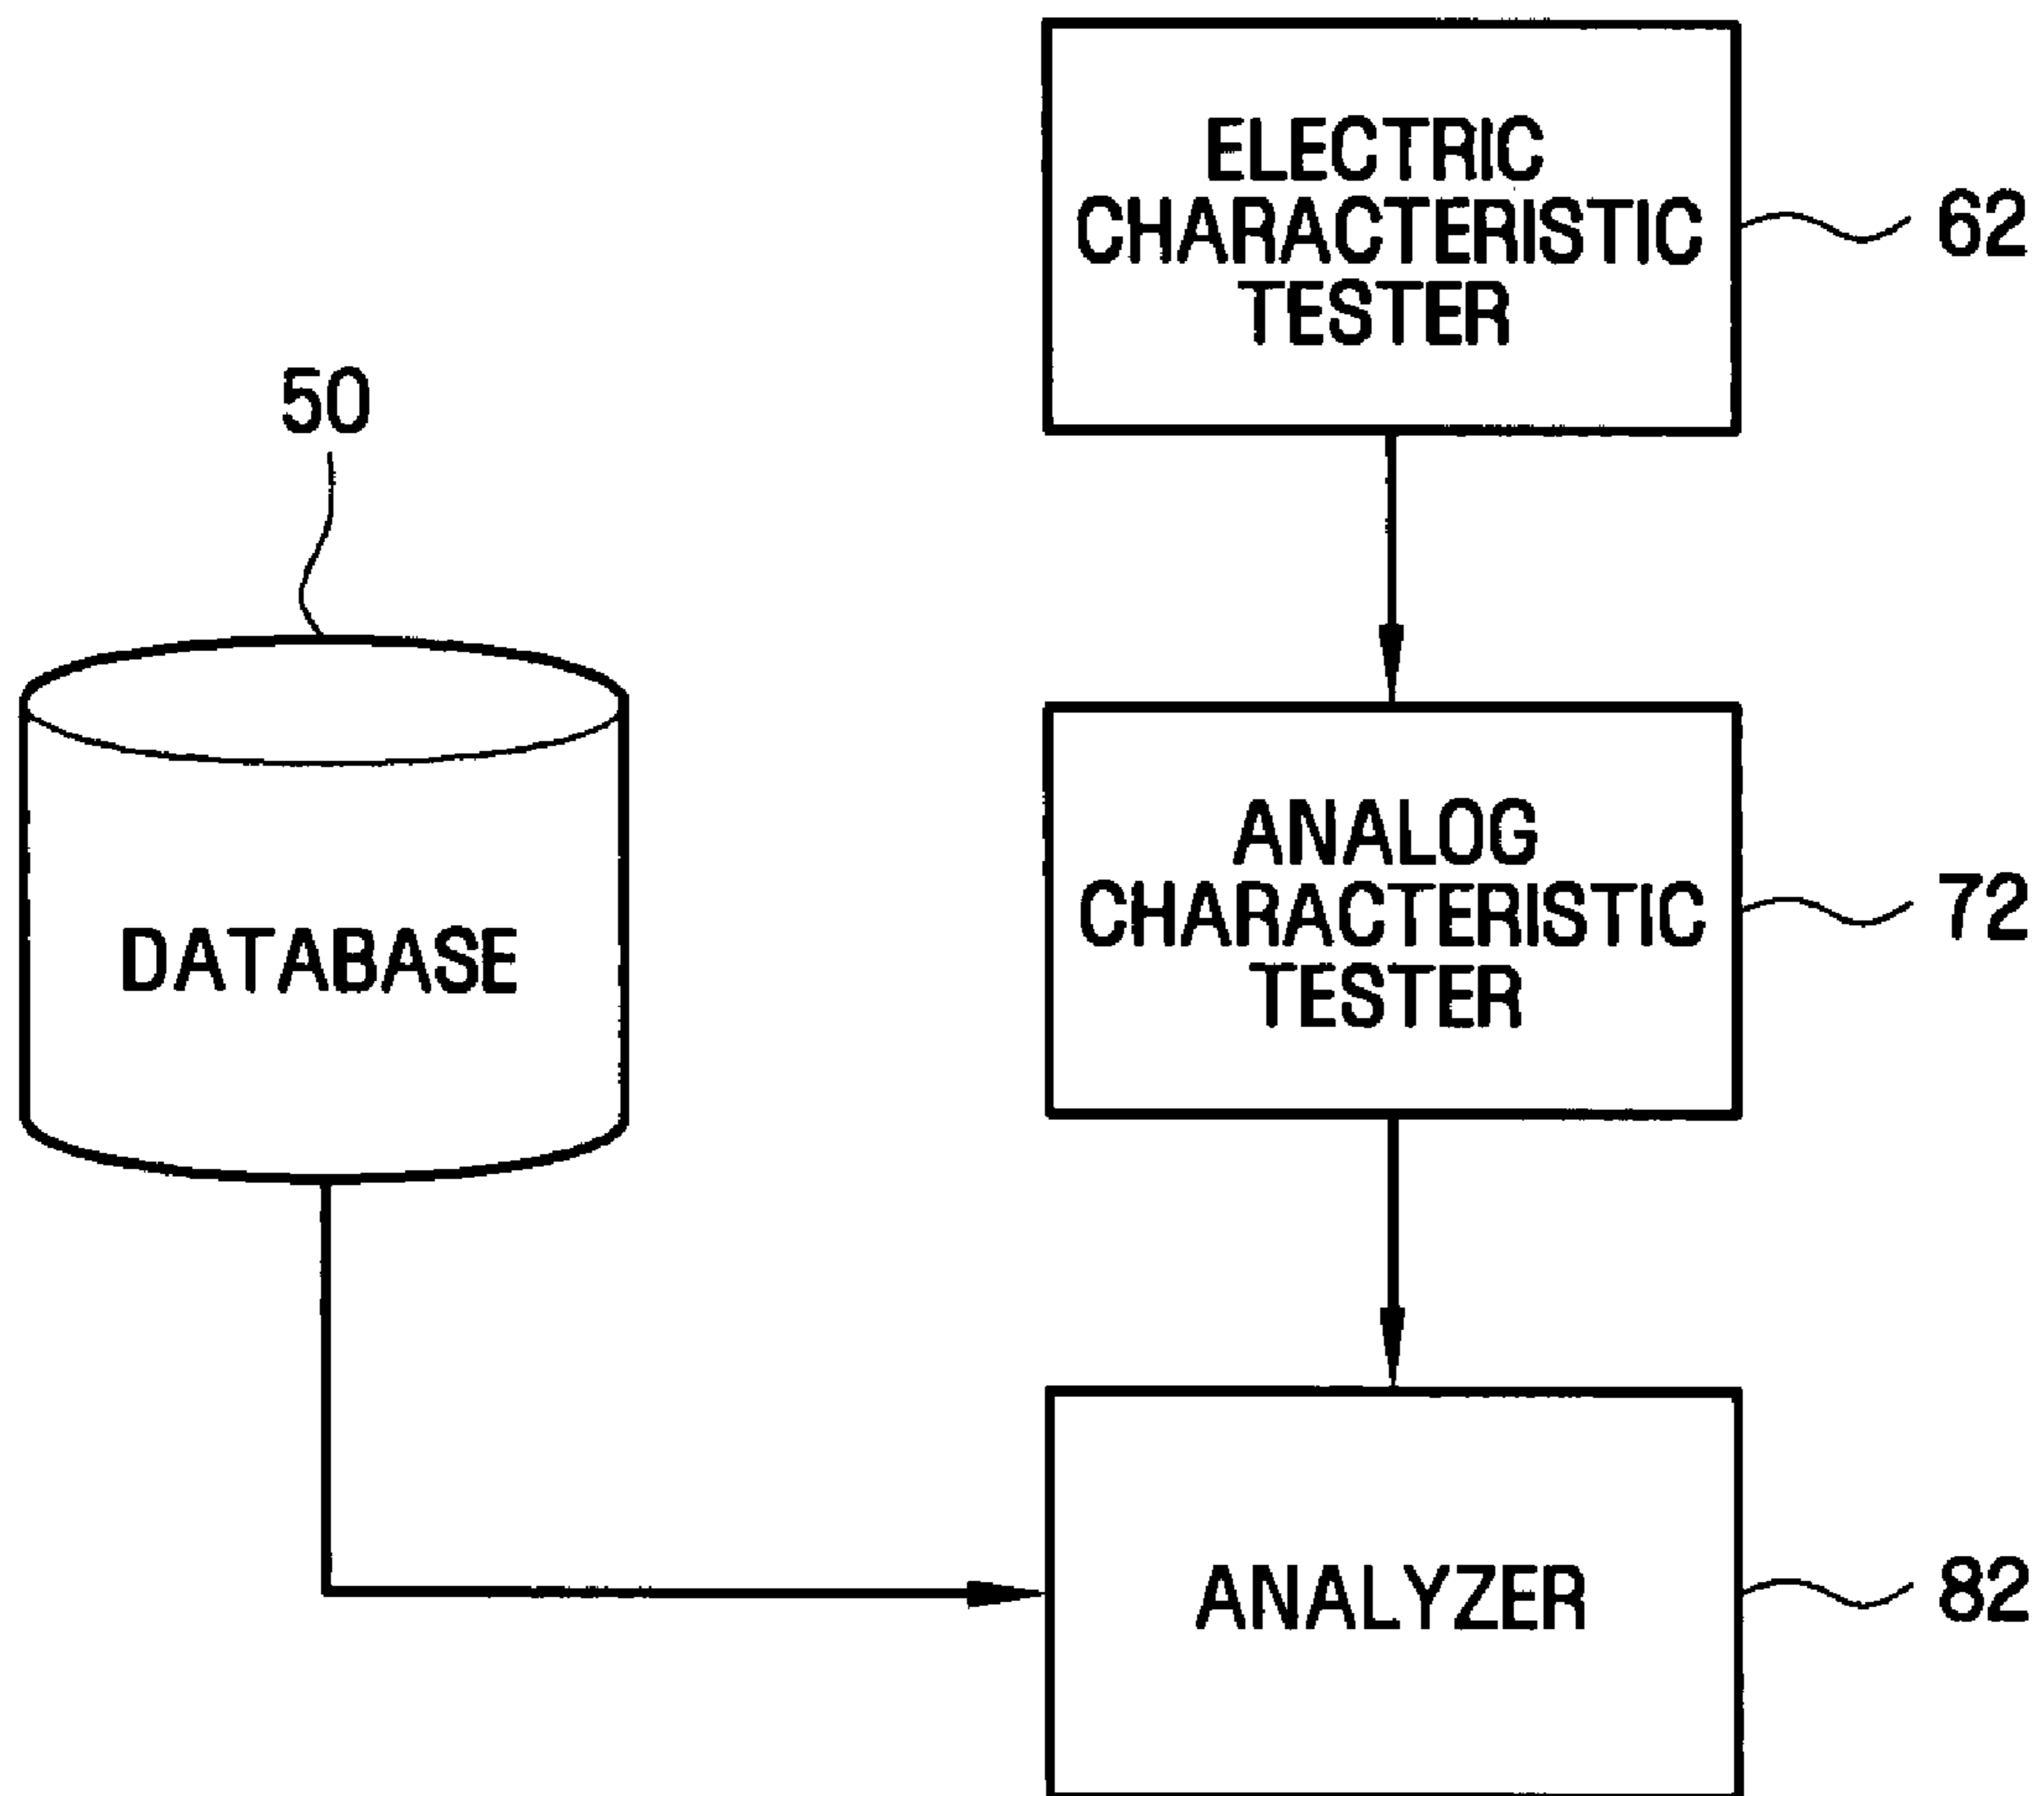 ELECTRIC
CHARACTERISTIC
TESTER
62
50
DATABASE
ANALOG
CHARACTERISTIC
TESTER
72
ANALYZER
82